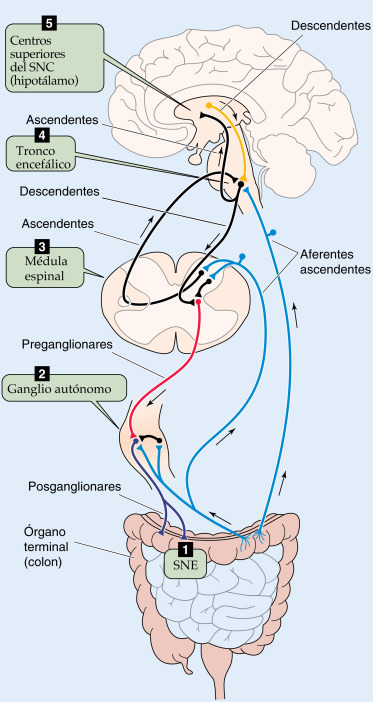 5
Centros
superiores
del SNC
(hipotálamo)
Descendentes
Ascendentes
4
Tronco
encefálico
Descendentes
Ascendentes
3
Médula
espinal
Aferentes
ascendentes
Preganglionares
2
Ganglio autónomo
Posganglionares
Órgano
terminal
(colon)
1
SNE